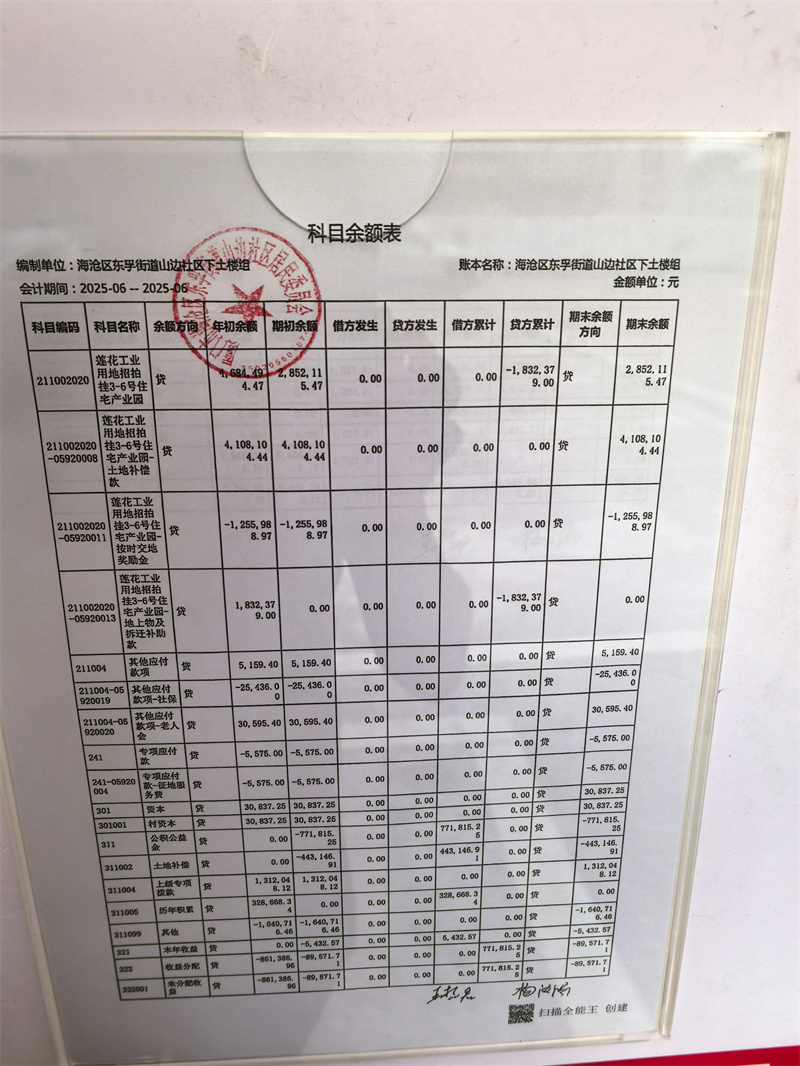 科目余额表
编制单位：海沧区东孚街道山边社区下土楼组 账本名称：海沧区东孚街道山边社区下土楼组
会计期间：2025-06 -- 2025-06 金额单位：元
科目编码 科目名称 余额方向 年初余额 期初余额 借方发生 贷方发生 借方累计 贷方累计 期末余额方向 期末余额
211002020 莲花工业用地招拍挂3-6号住宅产业园 贷 4,684,494.47 2,852,115.47 0.00 0.00 0.00 -1,832,379.00 贷 2,852,115.47
211002020-05920008 莲花工业用地招拍挂3-6号住宅产业园-土地补偿款 贷 4,108,104.44 4,108,104.44 0.00 0.00 0.00 0.00 贷 4,108,104.44
211002020-05920011 莲花工业用地招拍挂3-6号住宅产业园-按时交地奖励金 贷 -1,255,988.97 -1,255,988.97 0.00 0.00 0.00 0.00 贷 -1,255,988.97
211002020-05920013 莲花工业用地招拍挂3-6号住宅产业园-地上物及拆迁补助款 贷 1,832,379.00 0.00 0.00 0.00 0.00 -1,832,379.00 贷 0.00
211004 其他应付款项 贷 5,159.40 5,159.40 0.00 0.00 0.00 0.00 贷 5,159.40
211004-05920019 其他应付款项-社保 贷 -25,436.00 -25,436.00 0.00 0.00 0.00 0.00 贷 -25,436.00
211004-05920020 其他应付款项-老人会 贷 30,595.40 30,595.40 0.00 0.00 0.00 0.00 贷 30,595.40
241 专项应付款 贷 -5,575.00 -5,575.00 0.00 0.00 0.00 0.00 贷 -5,575.00
241-05920004 专项应付款-征地服务费 贷 -5,575.00 -5,575.00 0.00 0.00 0.00 0.00 贷 -5,575.00
301 资本 贷 30,837.25 30,837.25 0.00 0.00 0.00 0.00 贷 30,837.25
301001 村资本 贷 30,837.25 30,837.25 0.00 0.00 0.00 0.00 贷 30,837.25
311 公积公益金 贷 0.00 -771,815.25 0.00 0.00 771,815.25 0.00 贷 -771,815.25
311002 土地补偿 贷 0.00 -443,146.91 0.00 0.00 443,146.91 0.00 贷 -443,146.91
311004 上级专项拨款 贷 1,312,048.12 1,312,048.12 0.00 0.00 0.00 0.00 贷 1,312,048.12
311005 历年积累 贷 328,668.34 0.00 0.00 0.00 328,668.34 0.00 贷 0.00
311099 其他 贷 -1,640,716.46 -1,640,716.46 0.00 0.00 0.00 0.00 贷 -1,640,716.46
321 本年收益 贷 0.00 -5,432.57 0.00 0.00 5,432.57 0.00 贷 -5,432.57
322 收益分配 贷 -861,386.96 -89,571.71 0.00 0.00 0.00 771,815.25 贷 -89,571.71
322001 未分配收益 贷 -861,386.96 -89,571.71 0.00 0.00 0.00 771,815.25 贷 -89,571.71
扫描全能王 创建